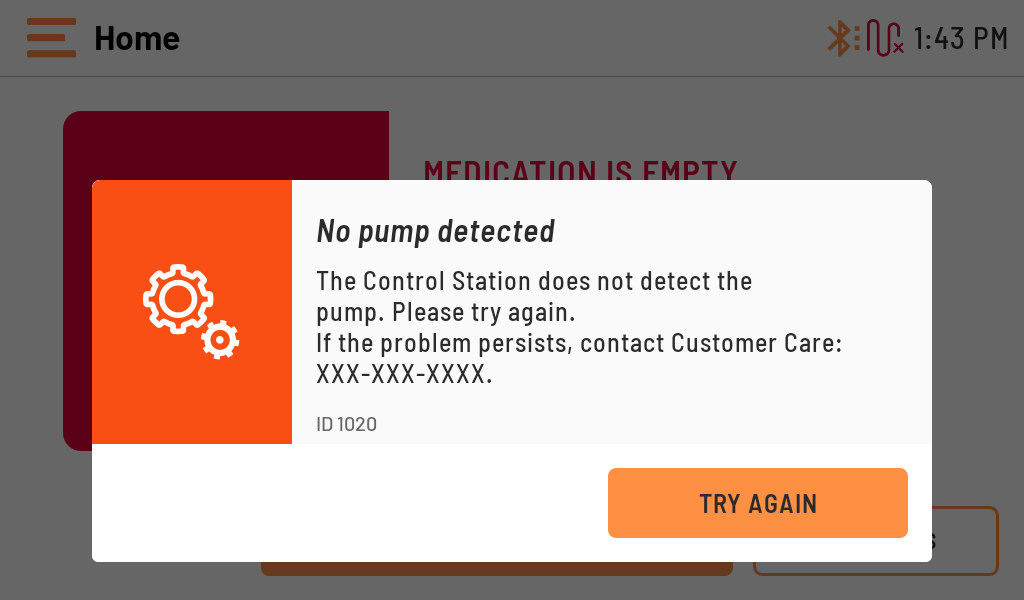 Home
1:43 PM
MEDICATION IS EMPTY
No pump detected
The Control Station does not detect the
pump. Please try again.
If the problem persists, contact Customer Care:
XXX-XXX-XXXX.
ID 1020
TRY AGAIN